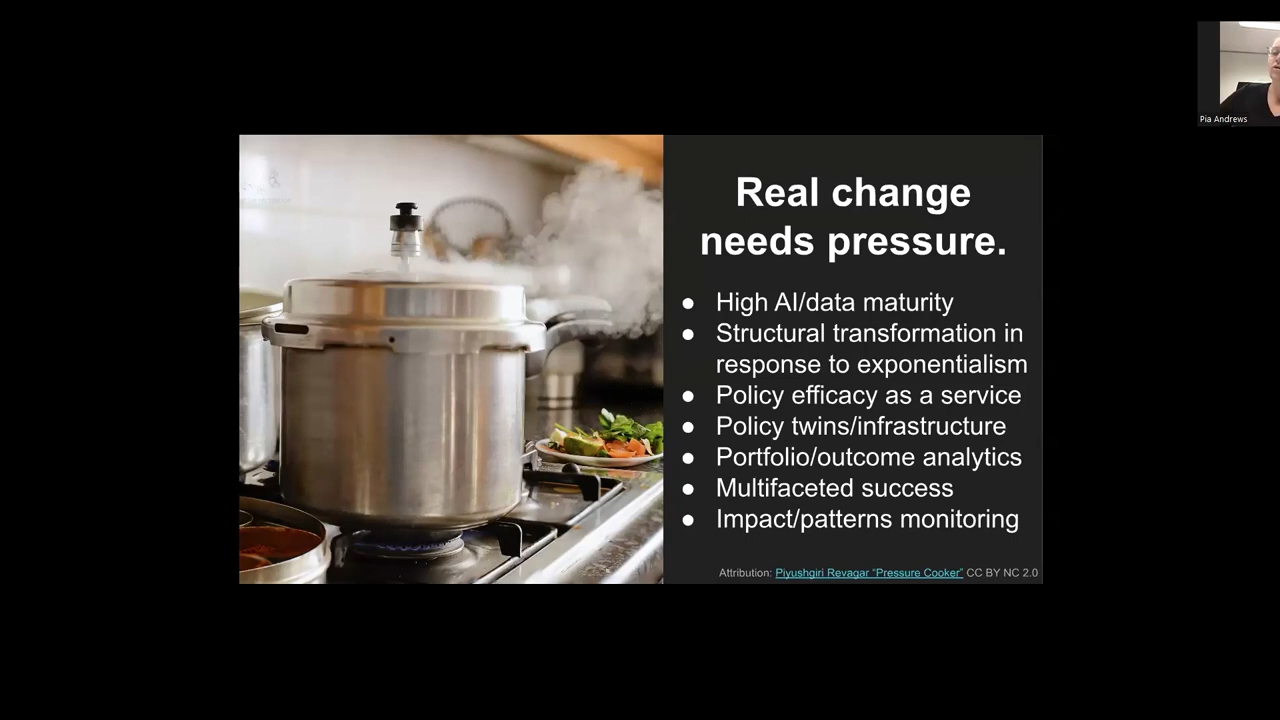 Pia Andrews
Real change
needs pressure.
● High AI/data maturity
● Structural transformation in
response to exponentialism
● Policy efficacy as a service
● Policy twins/infrastructure
● Portfolio/outcome analytics
● Multifaceted success
● Impact/patterns monitoring
Attribution: Piyushgiri Revagar “Pressure Cooker” CC BY NC 2.0